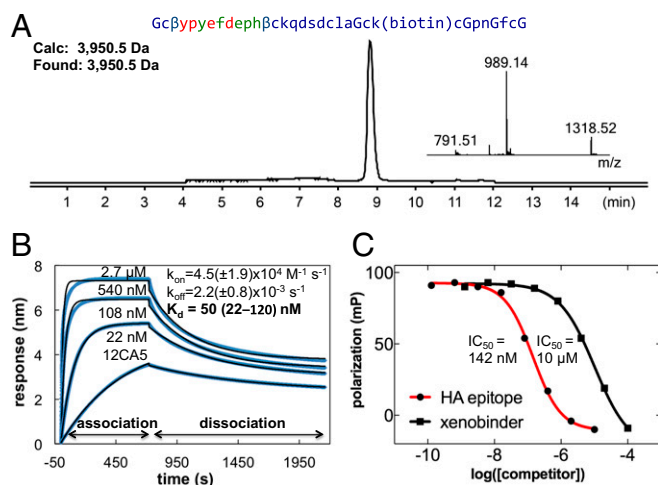 Gcβypyefdephβckqdsdclack(biotin)cGpnGfcG
A
Calc: 3,950.5 Da
Found: 3,950.5 Da
989.14
791.51
1318.52
m/z
1 2 3 4 5 6 7 8 9 10 11 12 13 14 (min)
B
C
8
6
4
2
0
response (nm)
2.7 µM
540 nM
108 nM
22 nM
12CA5
kon=4.5(±1.9)x10⁴ M⁻¹ s⁻¹
koff=2.2(±0.8)x10⁻³ s⁻¹
Kd = 50 (22–120) nM
association
dissociation
-50 450 950 1450 1950
time (s)
100
50
0
polarization (mP)
IC50 =
142 nM
IC50 =
10 µM
HA epitope
xenobinder
-10 -8 -6 -4
log([competitor])